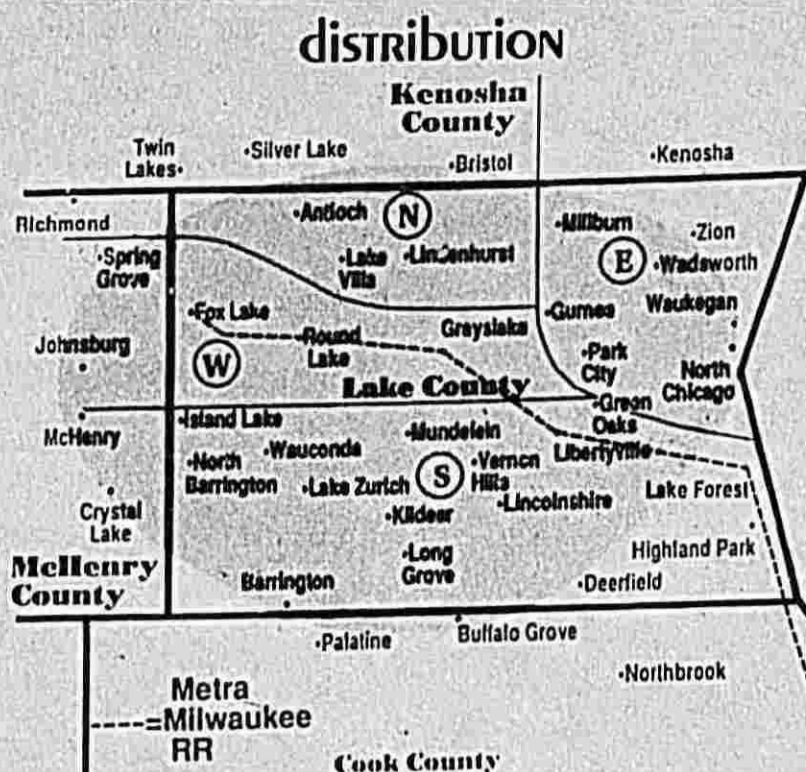 distribution
Kenosha
County
Twin
Lakes
Silver Lake
Bristol
Kenosha
Richmond
Antioch
N
Millburn
Zion
Spring
Grove
Lake
Villa
Lindenhurst
E
Wadsworth
Fox Lake
Grayslake
Gurnee
Waukegan
Johnsburg
Round
Lake
W
Park
City
North
Chicago
Lake County
Green
Oaks
Island Lake
McHenry
Mundelein
Wauconda
Libertyville
North
Barrington
Lake Zurich
S
Vernon
Hills
Lincolnshire
Lake Forest
Crystal
Lake
Kildeer
Long
Grove
Highland Park
McHenry
County
Barrington
Deerfield
Palatine
Buffalo Grove
Northbrook
Metra
----=Milwaukee
RR
Cook County